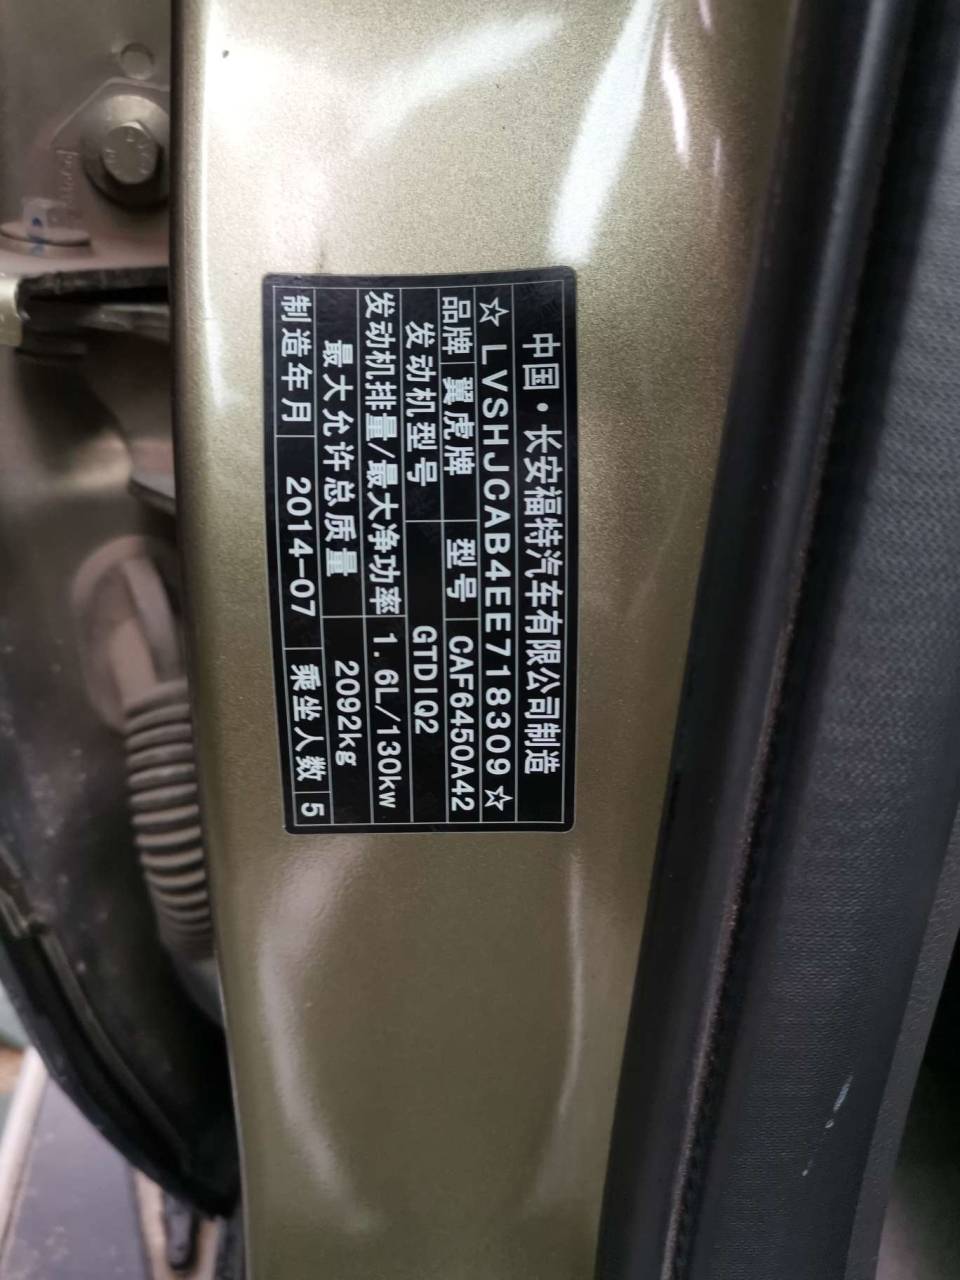 中国·长安福特汽车有限公司制造
☆LVSHJCAB4EE718309☆
品牌 翼虎牌 型号 CAF6450A42
发动机型号 GTDIQ2
发动机排量/最大净功率 1.6L/130kw
最大允许总质量 2092kg
制造年月 2014-07 乘坐人数 5